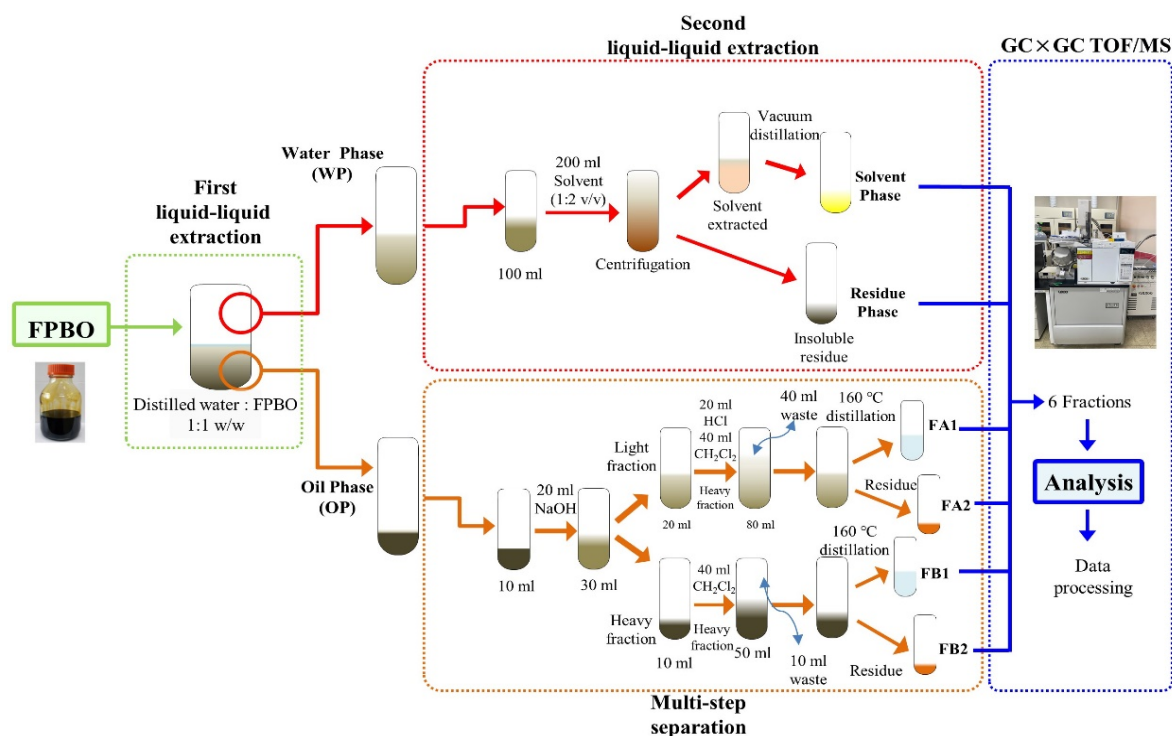 Second
liquid-liquid extraction
GC×GC TOF/MS
Water Phase
(WP)
200 ml
Solvent
(1:2 v/v)
Vacuum
distillation
Solvent
Phase
Solvent
extracted
100 ml
Centrifugation
Residue
Phase
Insoluble
residue
First
liquid-liquid
extraction
FPBO
Distilled water : FPBO
1:1 w/w
Oil Phase
(OP)
20 ml
NaOH
10 ml
30 ml
Light
fraction
20 ml
HCl
40 ml
CH₂Cl₂
Heavy
fraction
20 ml
40 ml waste
80 ml
160 °C
distillation
FA1
Residue
FA2
Heavy
fraction
10 ml
40 ml
CH₂Cl₂
Heavy
fraction
50 ml
10 ml
waste
160 °C
distillation
FB1
Residue
FB2
Multi-step
separation
6 Fractions
Analysis
Data
processing